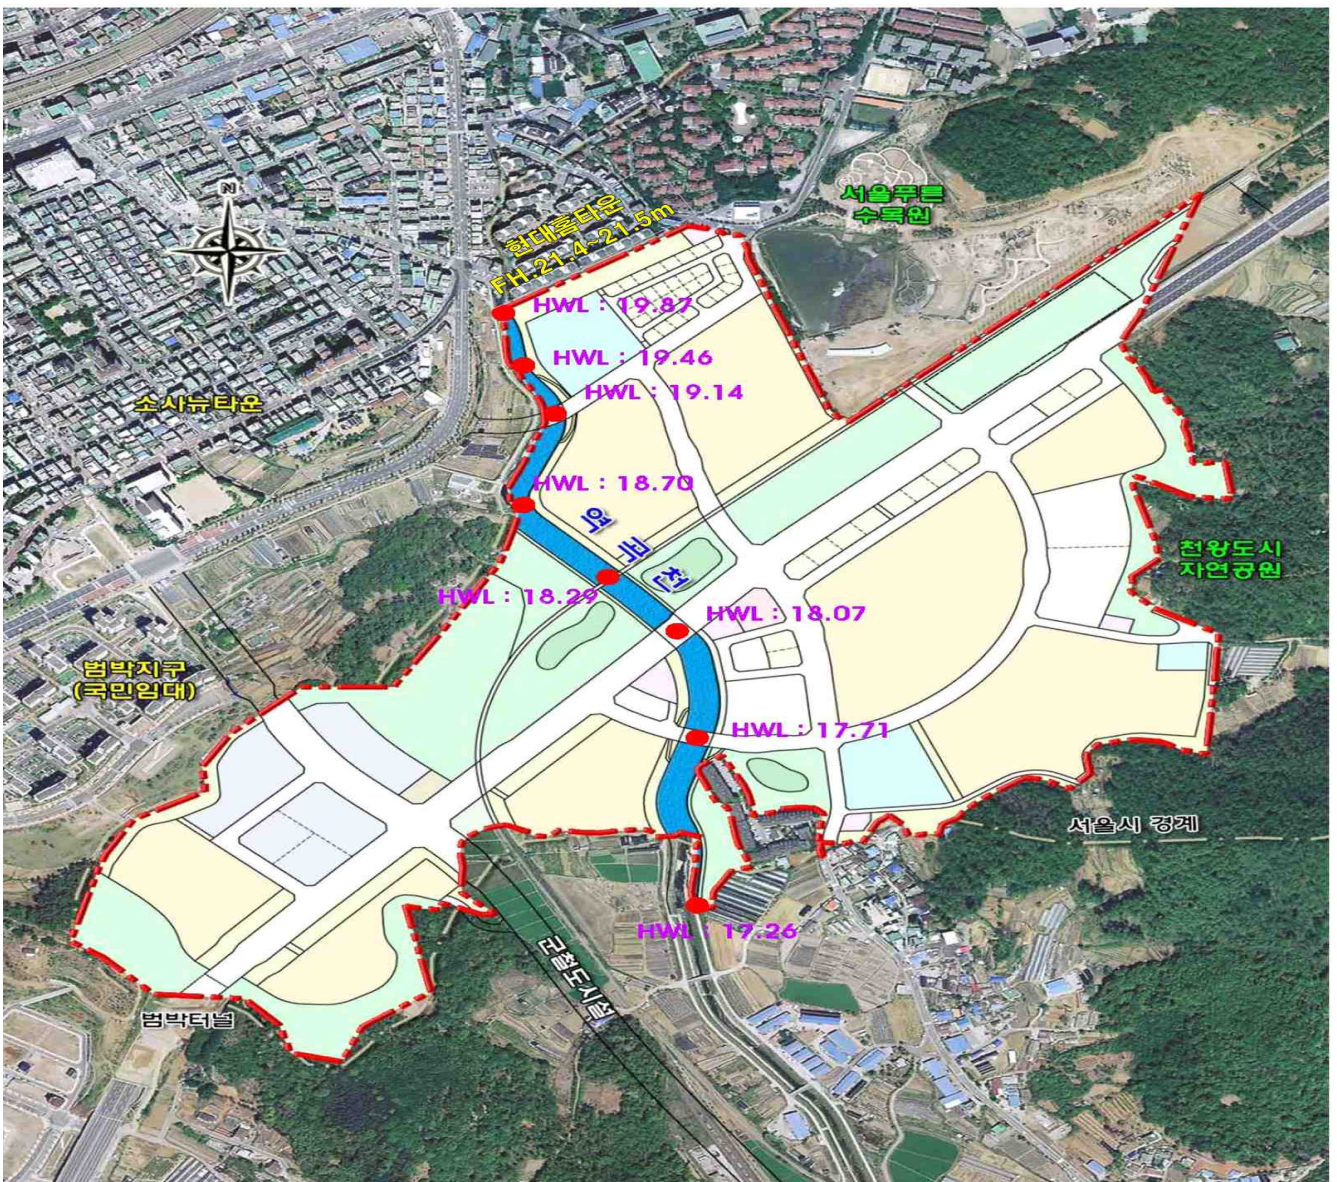 N
서울푸른
수목원
현대홈타운
FH:21.4~21.5m
HWL : 19.87
HWL : 19.46
HWL : 19.14
소사뉴타운
HWL : 18.70
역곡천
천왕도시
자연공원
HWL : 18.29
HWL : 18.07
범박지구
(국민임대)
HWL : 17.71
서울시 경계
HWL : 17.26
군철도시설
범박터널